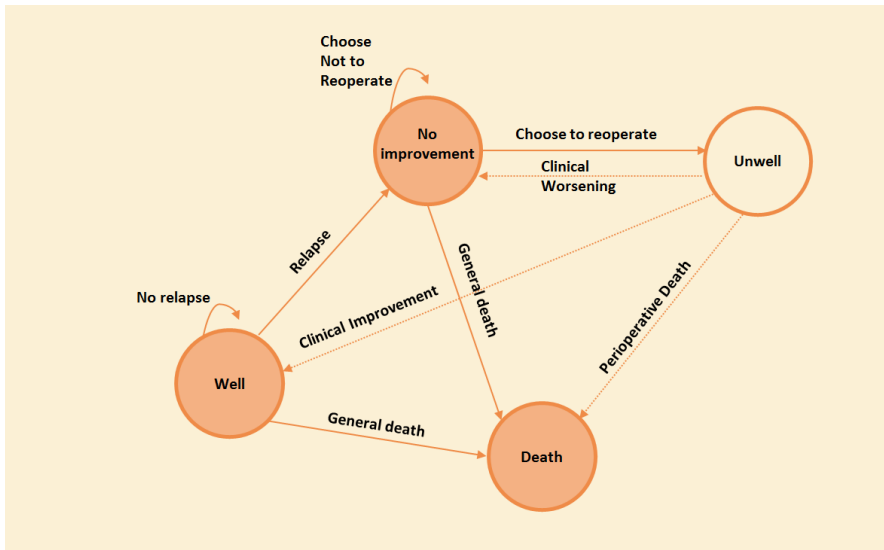 Choose
Not to
Reoperate
No
improvement
Choose to reoperate
Clinical
Worsening
Unwell
Relapse
General death
Perioperative Death
No relapse
Clinical Improvement
Well
General death
Death